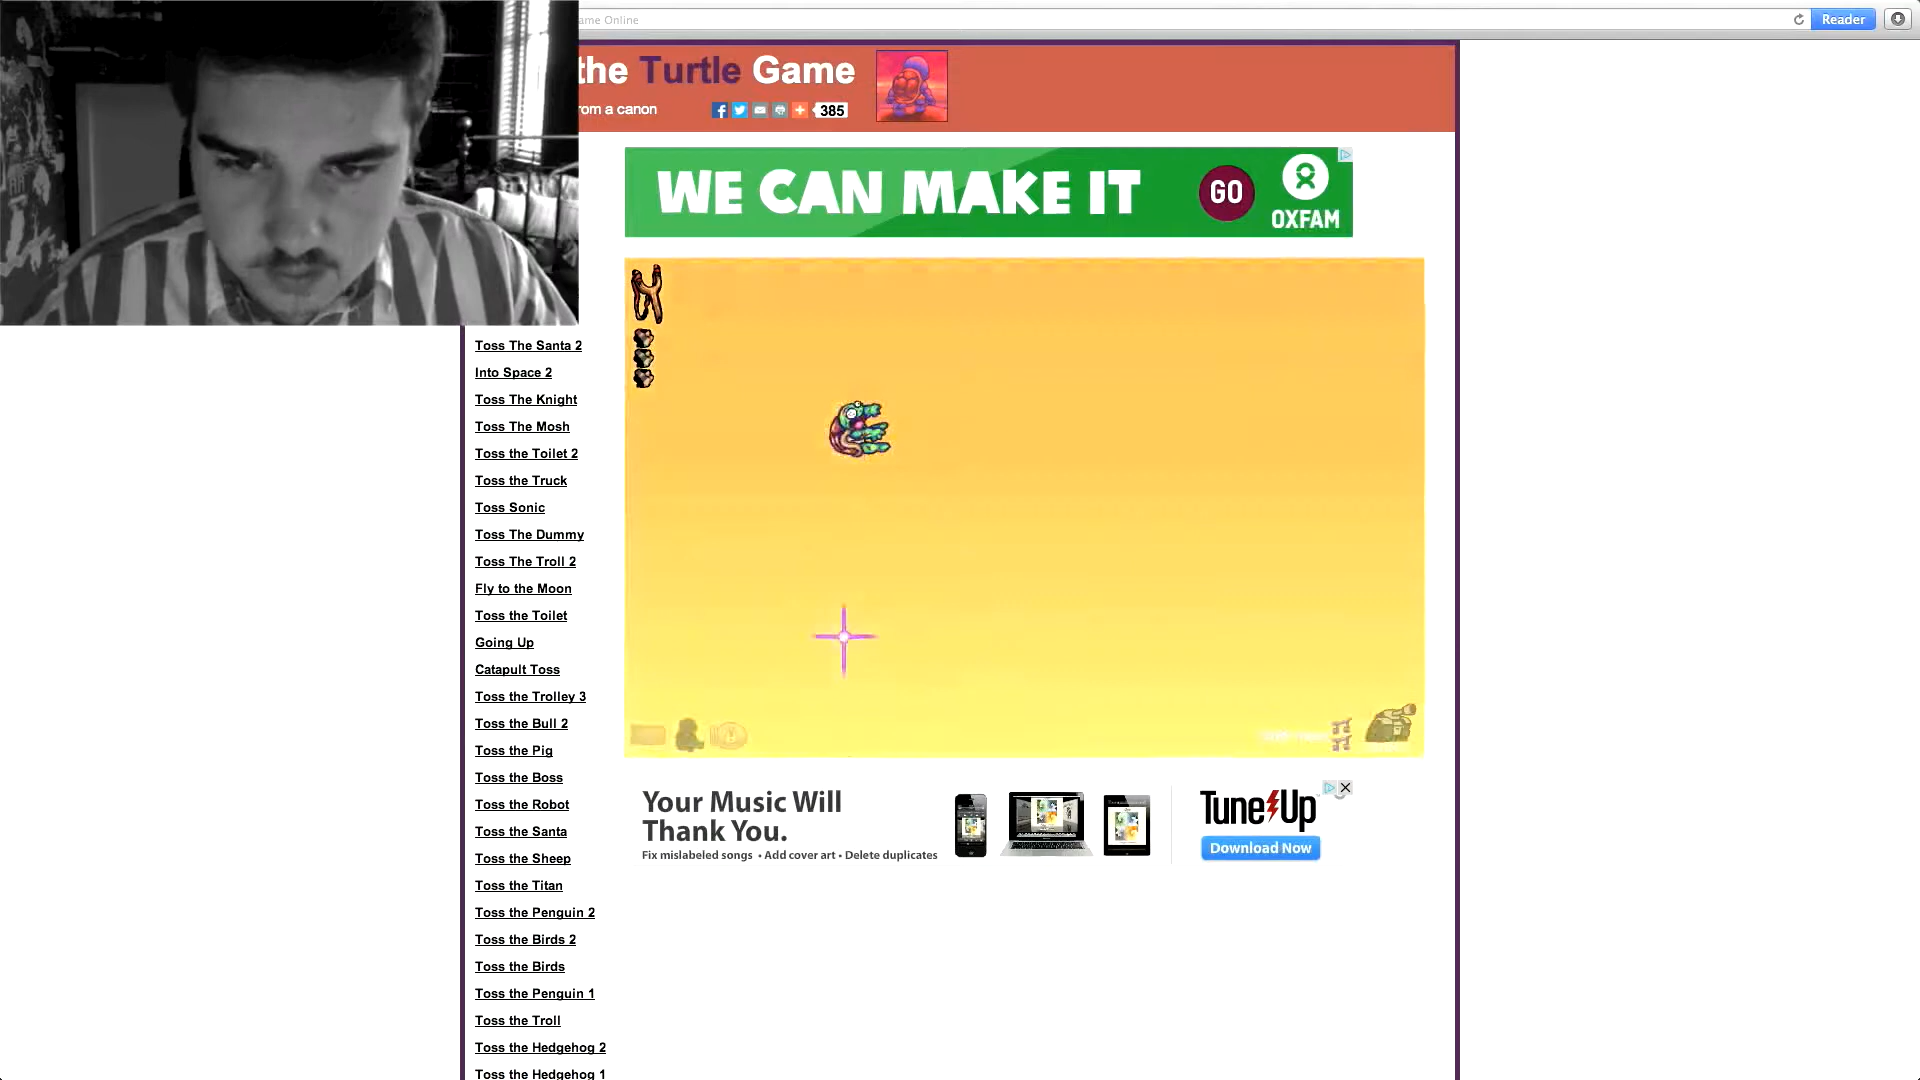 ame Online
Reader
the Turtle Game
rom a canon
385
WE CAN MAKE IT
GO
OXFAM
Toss The Santa 2
Into Space 2
Toss The Knight
Toss The Mosh
Toss the Toilet 2
Toss the Truck
Toss Sonic
Toss The Dummy
Toss The Troll 2
Fly to the Moon
Toss the Toilet
Going Up
Catapult Toss
Toss the Trolley 3
Toss the Bull 2
Toss the Pig
Toss the Boss
Toss the Robot
Toss the Santa
Toss the Sheep
Toss the Titan
Toss the Penguin 2
Toss the Birds 2
Toss the Birds
Toss the Penguin 1
Toss the Troll
Toss the Hedgehog 2
Toss the Hedgehog 1
Your Music Will
Thank You.
Fix mislabeled songs • Add cover art • Delete duplicates
TuneUp
Download Now